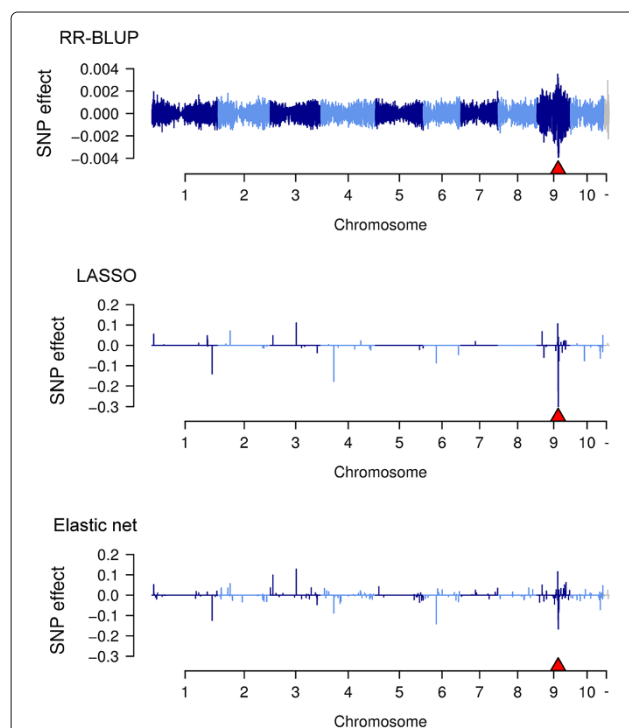 RR-BLUP
SNP effect
0.004
0.002
0.000
−0.002
−0.004
1 2 3 4 5 6 7 8 9 10 -
Chromosome
LASSO
SNP effect
0.2
0.1
0.0
−0.1
−0.2
−0.3
1 2 3 4 5 6 7 8 9 10 -
Chromosome
Elastic net
SNP effect
0.2
0.1
0.0
−0.1
−0.2
−0.3
1 2 3 4 5 6 7 8 9 10 -
Chromosome